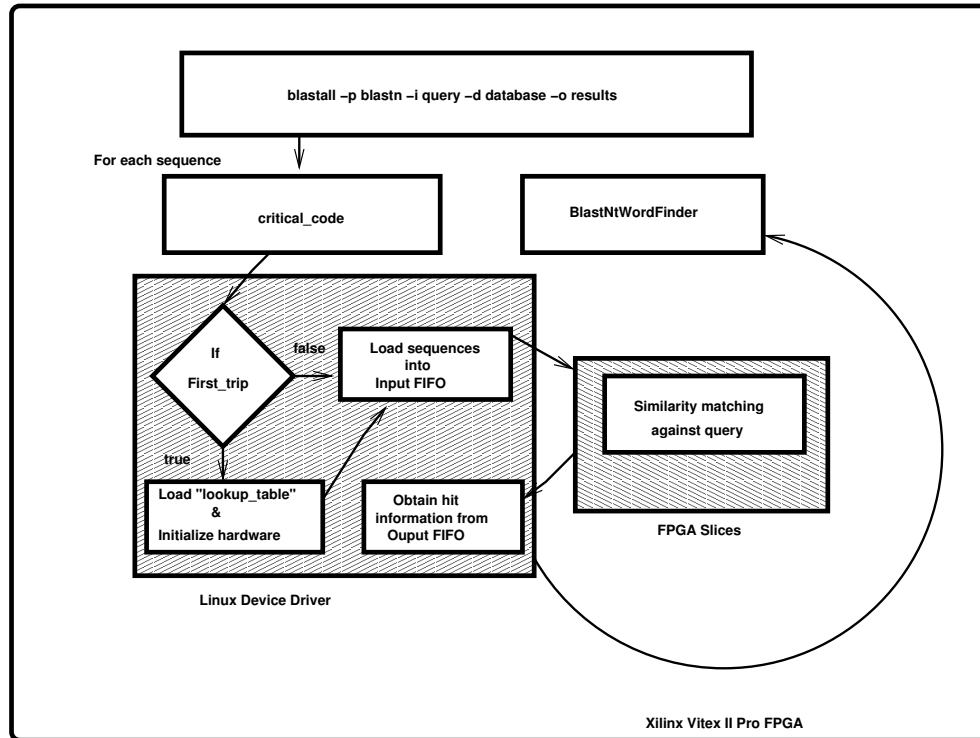 blastall –p blastn –i query –d database –o results
For each sequence
critical_code
BlastNtWordFinder
If
First_trip
false
true
Load sequences
into
Input FIFO
Similarity matching
against query
Load "lookup_table"
&
Initialize hardware
Obtain hit
information from
Ouput FIFO
FPGA Slices
Linux Device Driver
Xilinx Vitex II Pro FPGA